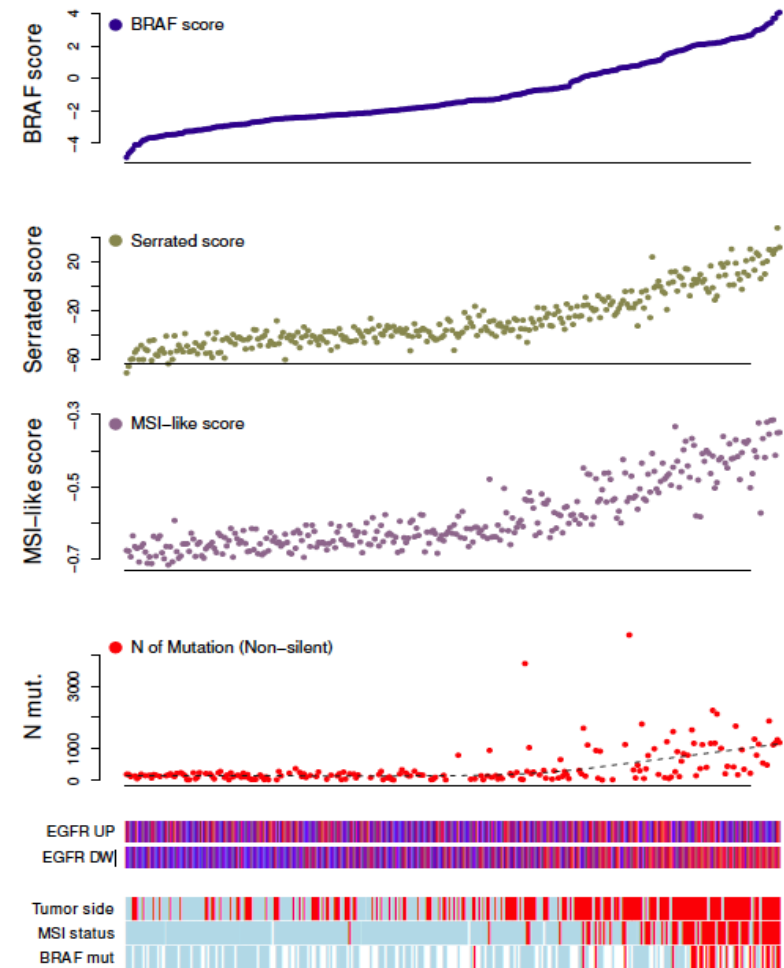 BRAF score
BRAF score
4
2
0
−2
−4
Serrated score
Serrated score
20
−20
−60
MSI−like score
MSI−like score
−0.3
−0.5
−0.7
N mut.
N of Mutation (Non−silent)
3000
1000
0
EGFR UP
EGFR DW
Tumor side
MSI status
BRAF mut